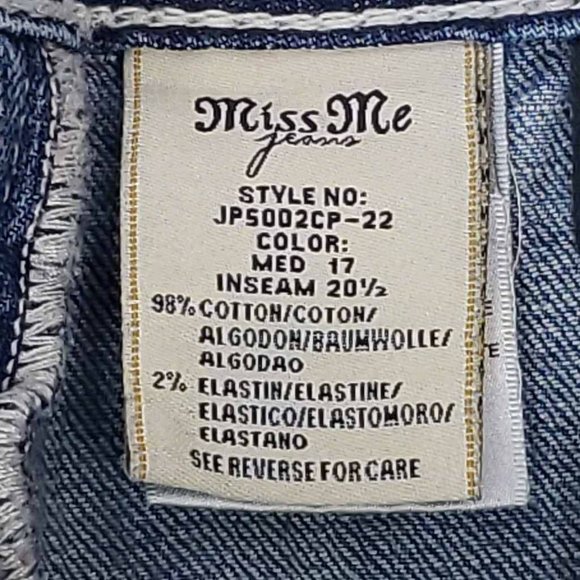 Miss Me
jeans
STYLE NO:
JP5002CP-22
COLOR:
MED 17
INSEAM 20½
98% COTTON/COTON/
ALGODON/BAUMWOLLE/
ALGODAO
2% ELASTIN/ELASTINE/
ELASTICO/ELASTOMORO/
ELASTANO
SEE REVERSE FOR CARE
E